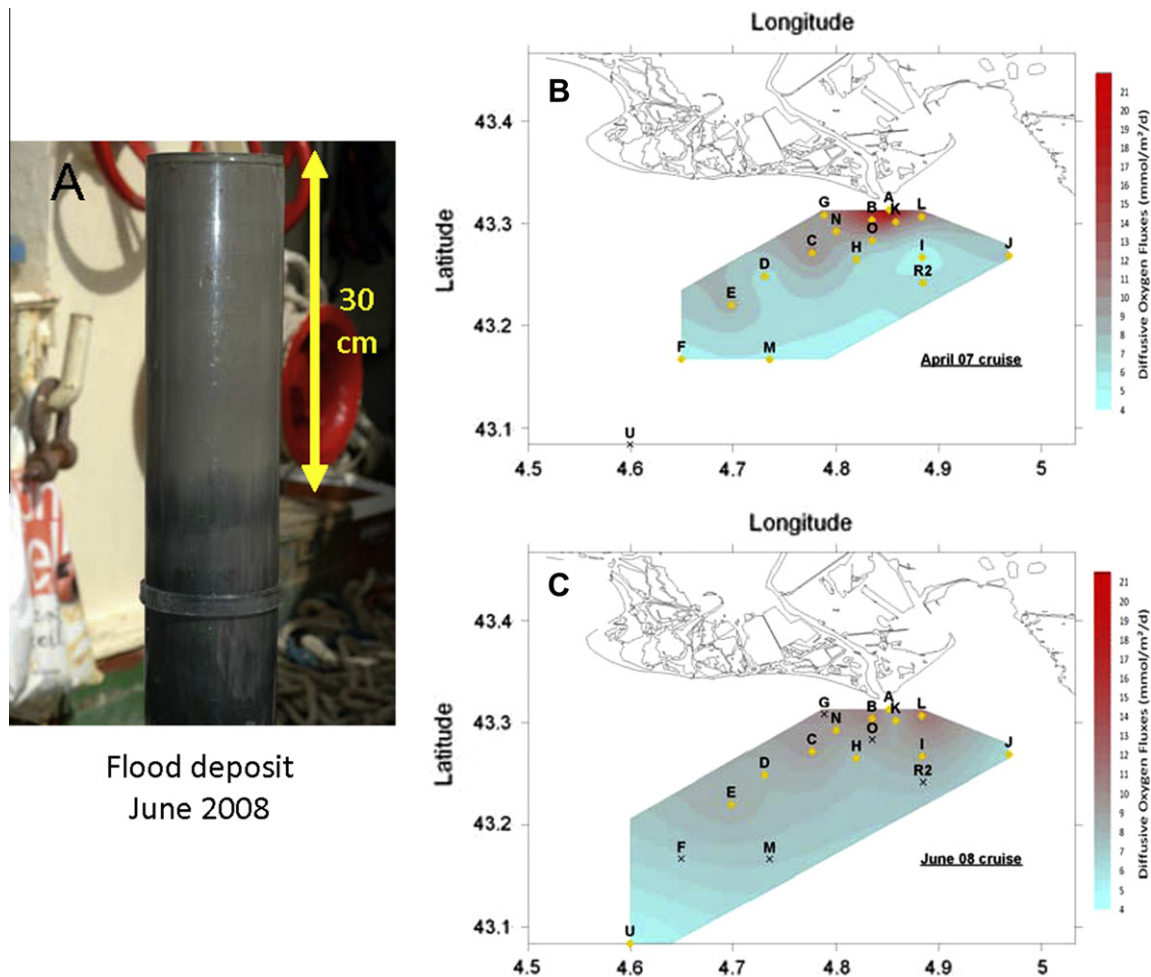 A
30
cm
Flood deposit
June 2008
Longitude
B
Latitude
43.4
43.3
43.2
43.1
A
G B K L
N O
C H I J
D R2
E
F M
U
April 07 cruise
4.5 4.6 4.7 4.8 4.9 5
21
20
19
18
17
16
15
14
13
12
11
10
9
8
7
6
5
4
Diffusive Oxygen Fluxes (mmol/m²/d)
Longitude
C
Latitude
43.4
43.3
43.2
43.1
A
G B K L
N O
C H I J
D R2
E
F M
U
June 08 cruise
4.5 4.6 4.7 4.8 4.9 5
21
20
19
18
17
16
15
14
13
12
11
10
9
8
7
6
5
4
Diffusive Oxygen Fluxes (mmol/m²/d)